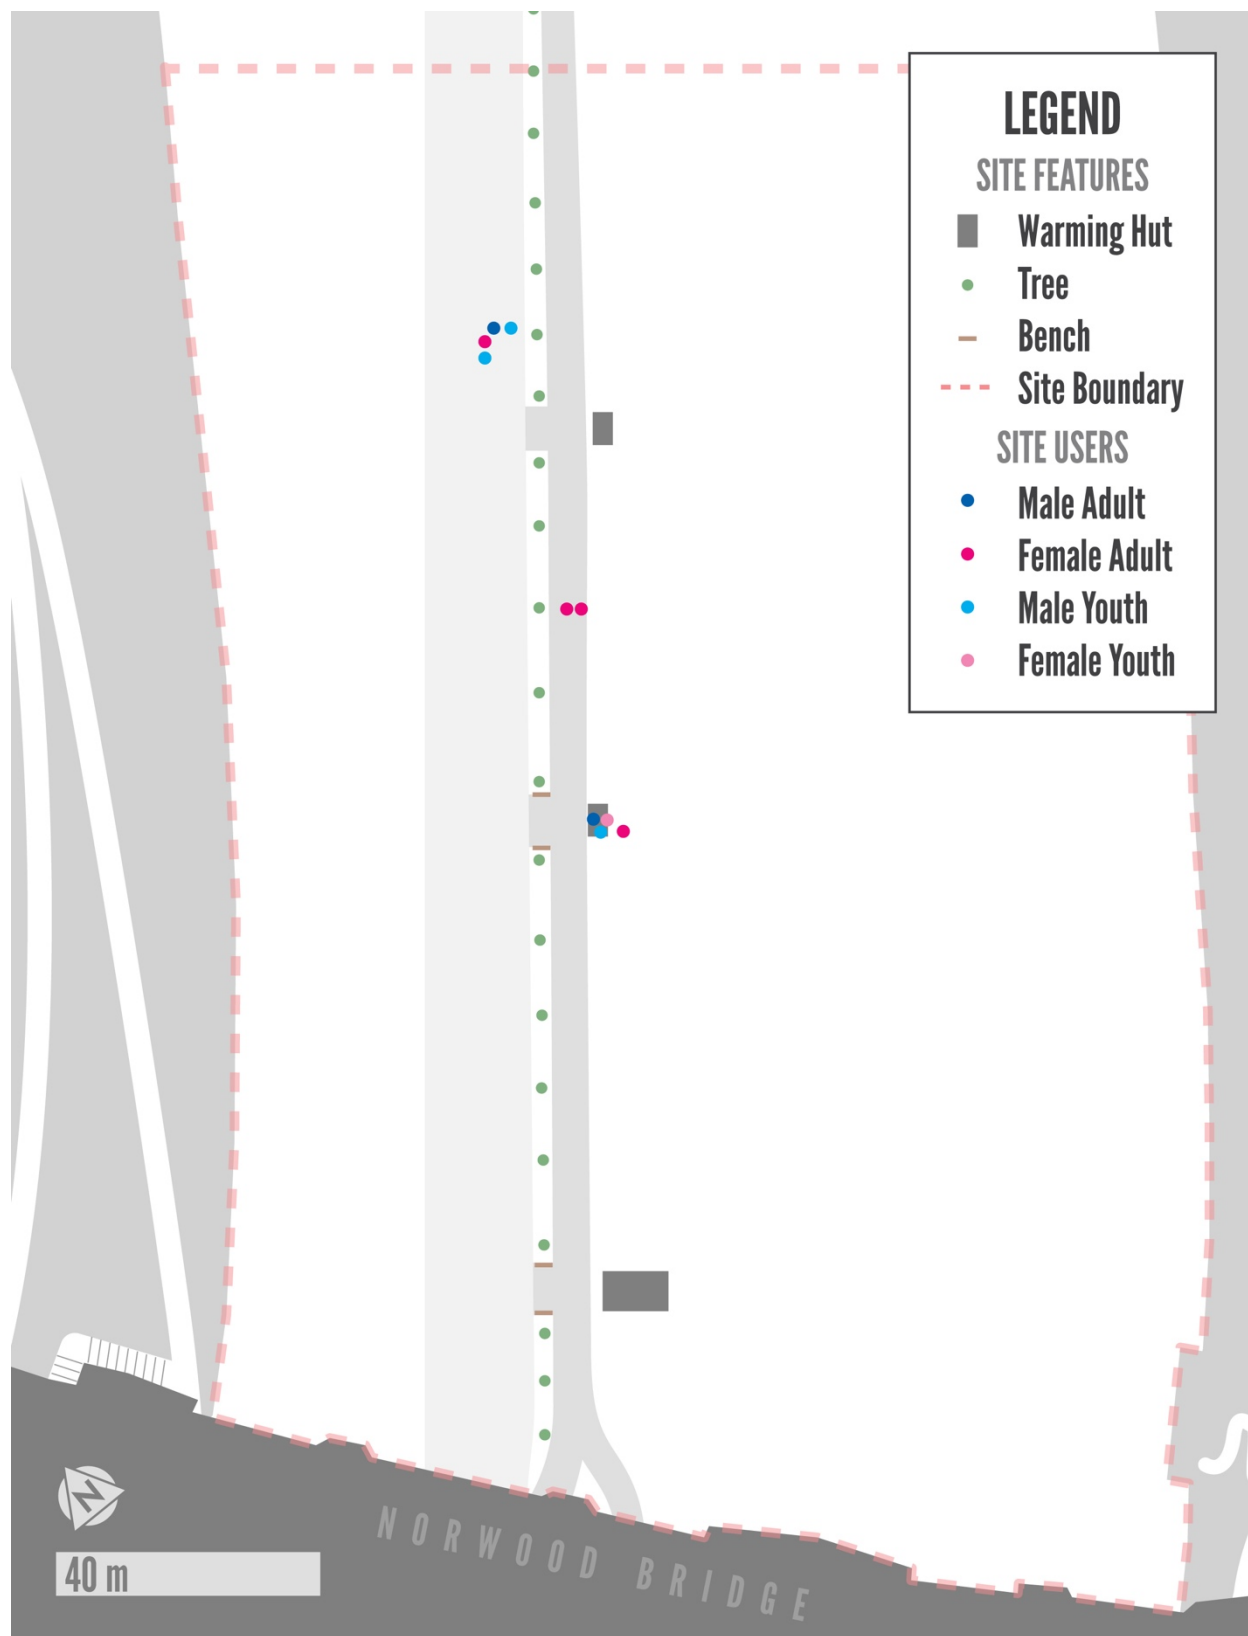 LEGEND
SITE FEATURES
Warming Hut
Tree
Bench
Site Boundary
SITE USERS
Male Adult
Female Adult
Male Youth
Female Youth
N
40 m
NORWOOD BRIDGE